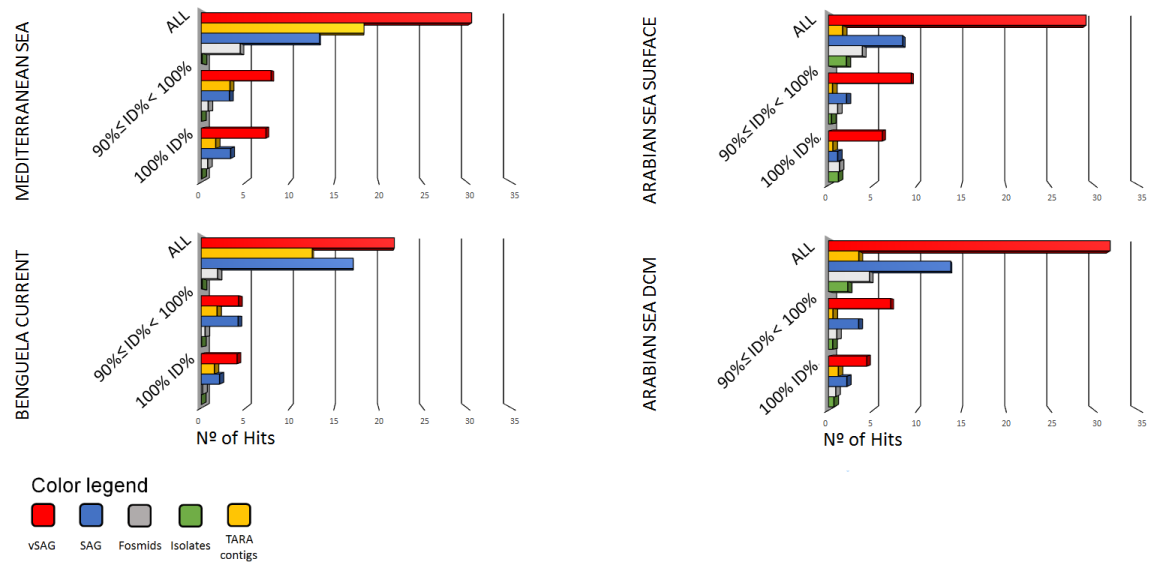 MEDITERRANEAN SEA
ALL
90%≤ ID%< 100%
100% ID%
0 5 10 15 20 25 30 35
ARABIAN SEA SURFACE
ALL
90%≤ ID%< 100%
100% ID%
0 5 10 15 20 25 30 35
BENGUELA CURRENT
ALL
90%≤ ID%< 100%
100% ID%
0 5 10 15 20 25 30 35
Nº of Hits
ARABIAN SEA DCM
ALL
90%≤ ID%< 100%
100% ID%
0 5 10 15 20 25 30 35
Nº of Hits
Color legend
vSAG
SAG
Fosmids
Isolates
TARA
contigs